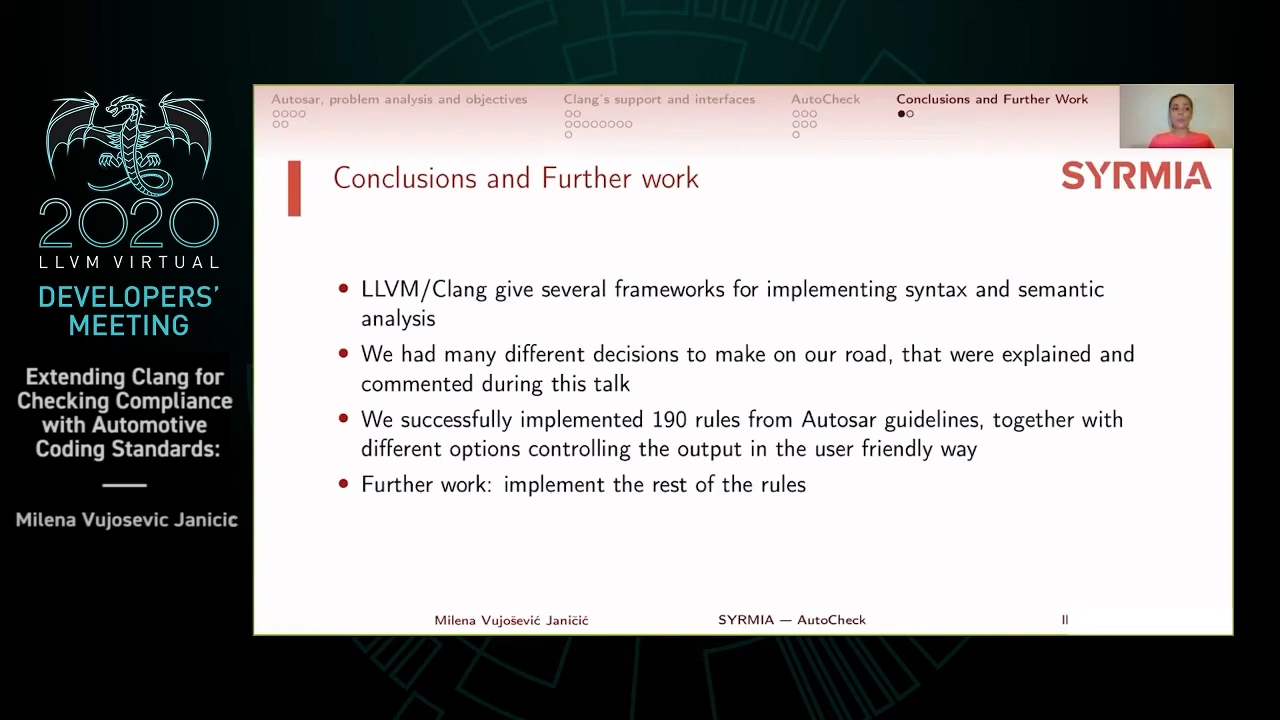 2020
LLVM VIRTUAL
DEVELOPERS'
MEETING
Extending Clang for
Checking Compliance
with Automotive
Coding Standards:
Milena Vujosevic Janicic
Autosar, problem analysis and objectives
Clang's support and interfaces
AutoCheck
Conclusions and Further Work
Conclusions and Further work
SYRMIA
LLVM/Clang give several frameworks for implementing syntax and semantic
analysis
We had many different decisions to make on our road, that were explained and
commented during this talk
We successfully implemented 190 rules from Autosar guidelines, together with
different options controlling the output in the user friendly way
Further work: implement the rest of the rules
Milena Vujošević Janičić
SYRMIA — AutoCheck